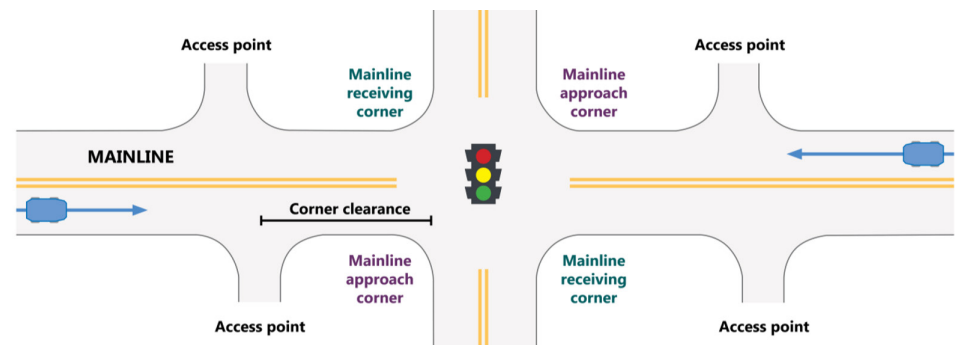 Access point
Access point
Mainline
receiving
corner
Mainline
approach
corner
MAINLINE
Corner clearance
Mainline
approach
corner
Mainline
receiving
corner
Access point
Access point